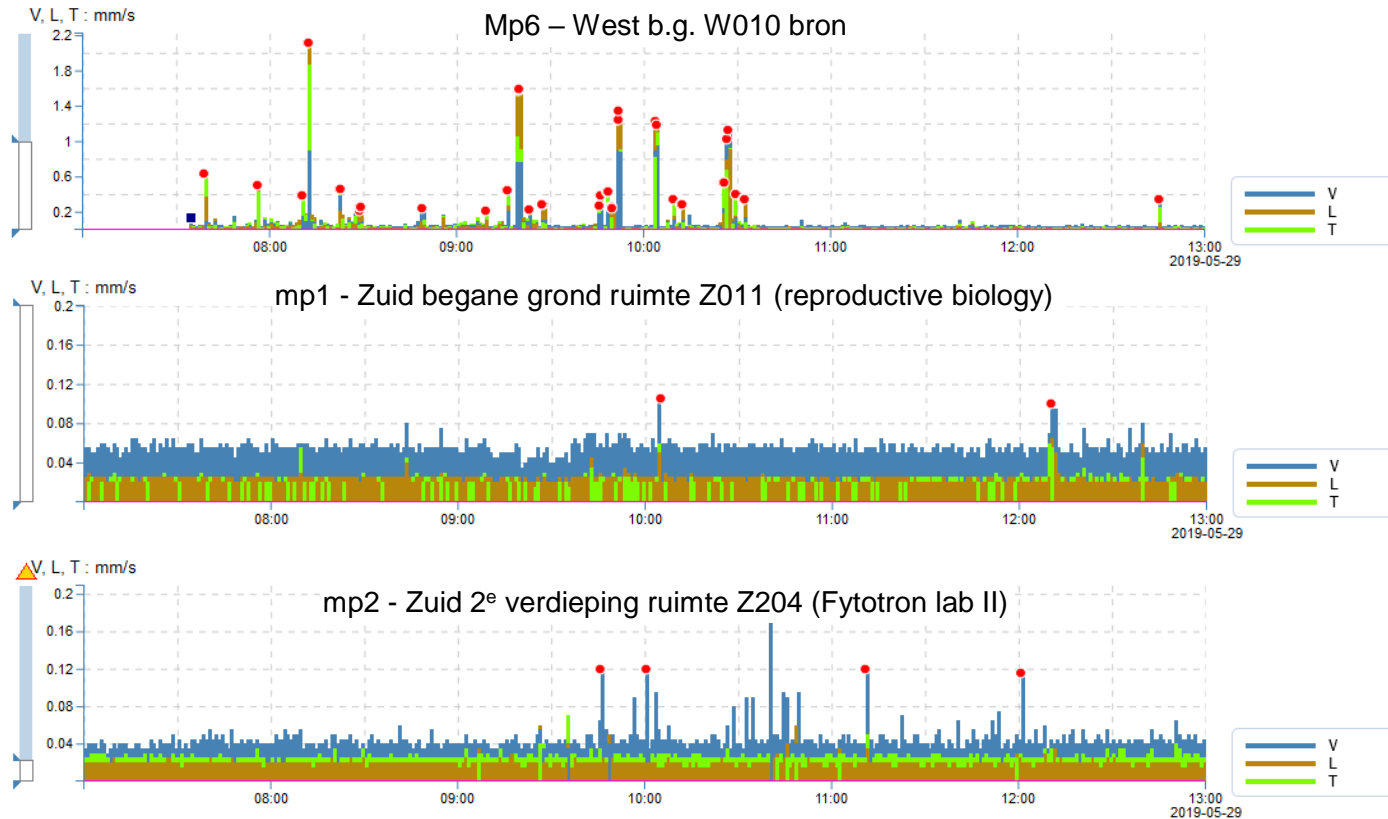 V, L, T : mm/s
Mp6 – West b.g. W010 bron
2.2
1.8
1.4
1
0.6
0.2
08:00 09:00 10:00 11:00 12:00 13:00
2019-05-29
V
L
T
V, L, T : mm/s
mp1 - Zuid begane grond ruimte Z011 (reproductive biology)
0.2
0.16
0.12
0.08
0.04
08:00 09:00 10:00 11:00 12:00 13:00
2019-05-29
V
L
T
V, L, T : mm/s
mp2 - Zuid 2e verdieping ruimte Z204 (Fytotron lab II)
0.2
0.16
0.12
0.08
0.04
08:00 09:00 10:00 11:00 12:00 13:00
2019-05-29
V
L
T